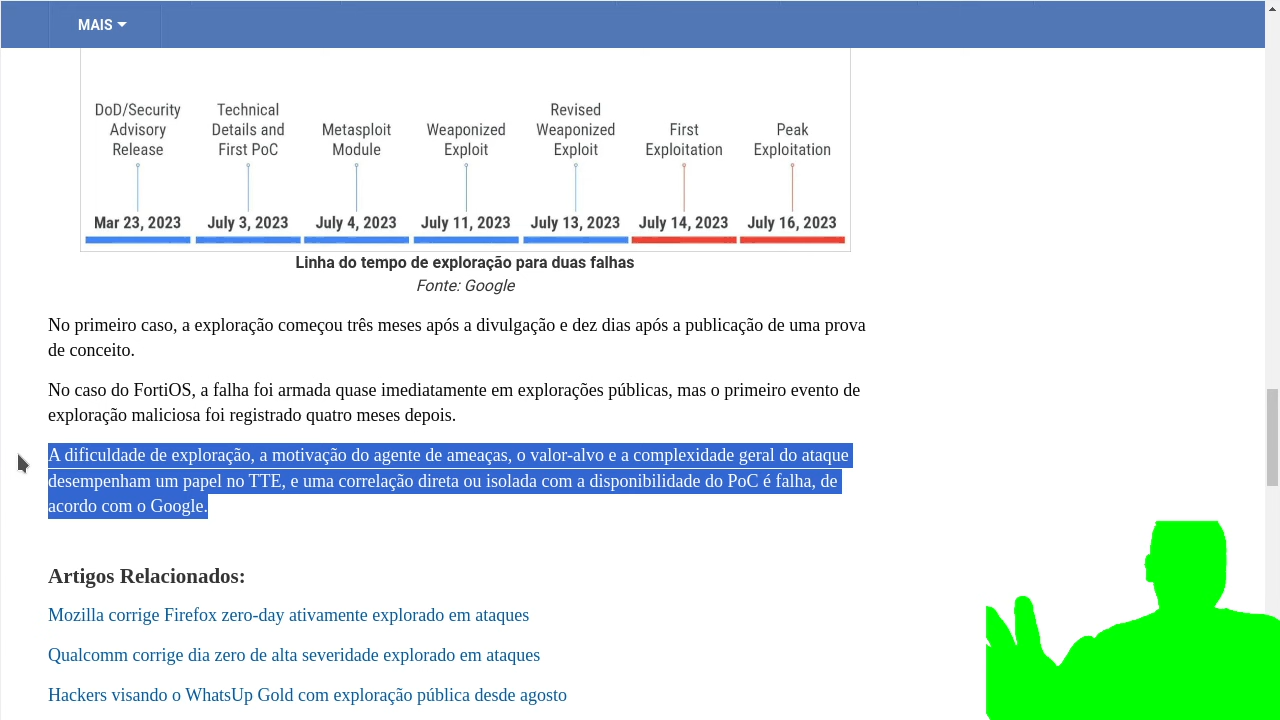 MAIS
DoD/Security Advisory Release
Technical Details and First PoC
Metasploit Module
Weaponized Exploit
Revised Weaponized Exploit
First Exploitation
Peak Exploitation
Mar 23, 2023
July 3, 2023
July 4, 2023
July 11, 2023
July 13, 2023
July 14, 2023
July 16, 2023
Linha do tempo de exploração para duas falhas
Fonte: Google
No primeiro caso, a exploração começou três meses após a divulgação e dez dias após a publicação de uma prova
de conceito.
No caso do FortiOS, a falha foi armada quase imediatamente em explorações públicas, mas o primeiro evento de
exploração maliciosa foi registrado quatro meses depois.
A dificuldade de exploração, a motivação do agente de ameaças, o valor-alvo e a complexidade geral do ataque
desempenham um papel no TTE, e uma correlação direta ou isolada com a disponibilidade do PoC é falha, de
acordo com o Google.
Artigos Relacionados:
Mozilla corrige Firefox zero-day ativamente explorado em ataques
Qualcomm corrige dia zero de alta severidade explorado em ataques
Hackers visando o WhatsUp Gold com exploração pública desde agosto